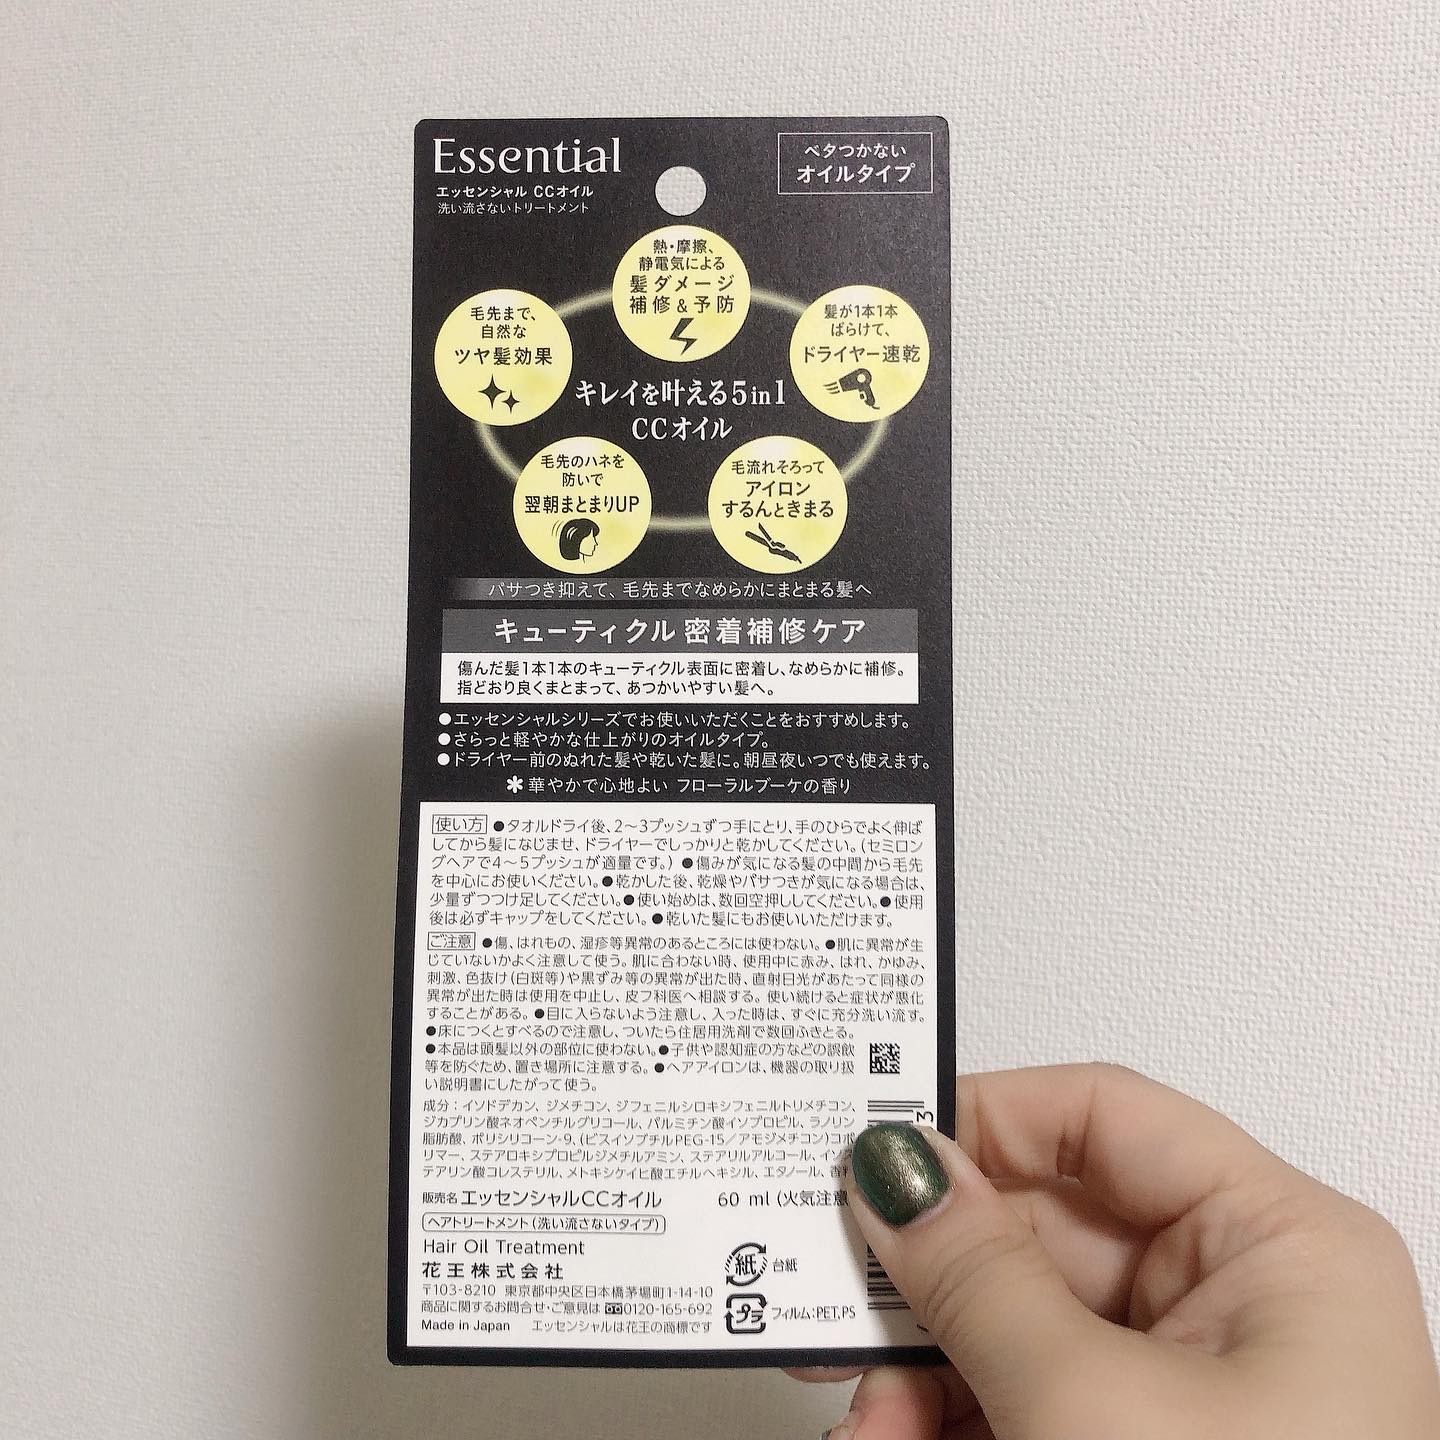 Essential
エッセンシャル CCオイル
洗い流さないトリートメント
ベタつかない
オイルタイプ
熱・摩擦、
静電気による
髪ダメージ
補修&予防
毛先まで、
自然な
ツヤ髪効果
髪が1本1本
ばらけて、
ドライヤー速乾
キレイを叶える5in1
CCオイル
毛先のハネを
防いで
翌朝まとまりUP
毛流れそろって
アイロン
するんときまる
パサつき抑えて、毛先までなめらかにまとまる髪へ
キューティクル密着補修ケア
傷んだ髪1本1本のキューティクル表面に密着し、なめらかに補修。
指どおり良くまとまって、あつかいやすい髪へ。
●エッセンシャルシリーズでお使いいただくことをおすすめします。
●さらっと軽やかな仕上がりのオイルタイプ。
●ドライヤー前のぬれた髪や乾いた髪に。朝昼夜いつでも使えます。
＊華やかで心地よい フローラルブーケの香り
使い方 ●タオルドライ後、2〜3プッシュずつ手にとり、手のひらでよく伸ば
してから髪になじませ、ドライヤーでしっかりと乾かしてください。(セミロン
グヘアで4〜5プッシュが適量です。) ●傷みが気になる髪の中間から毛先
を中心にお使いください。●乾かした後、乾燥やパサつきが気になる場合は、
少量ずつつけ足してください。●使い始めは、数回空押ししてください。●使用
後は必ずキャップをしてください。●乾いた髪にもお使いいただけます。
ご注意 ●傷、はれもの、湿疹等異常のあるところには使わない。●肌に異常が生
じていないかよく注意して使う。肌に合わない時、使用中に赤み、はれ、かゆみ、
刺激、色抜け(白斑等)や黒ずみ等の異常が出た時、直射日光があたって同様の
異常が出た時は使用を中止し、皮フ科医へ相談する。使い続けると症状が悪化
することがある。●目に入らないよう注意し、入った時は、すぐに充分洗い流す。
●床につくとすべるので注意し、ついたら住居用洗剤で数回ふきとる。
●本品は頭髪以外の部位に使わない。●子供や認知症の方などの誤飲
等を防ぐため、置き場所に注意する。●ヘアアイロンは、機器の取り扱
い説明書にしたがって使う。
成分：イソドデカン、ジメチコン、ジフェニルシロキシフェニルトリメチコン、
ジカプリン酸ネオペンチルグリコール、パルミチン酸イソプロピル、ラノリン
脂肪酸、ポリシリコーン-9、(ビスイソブチルPEG-15／アモジメチコン)コポ
リマー、ステアロキシプロピルジメチルアミン、ステアリルアルコール、イソス
テアリン酸コレステリル、メトキシケイヒ酸エチルヘキシル、エタノール、香料
販売名 エッセンシャルCCオイル 60 ml (火気注意
ヘアトリートメント(洗い流さないタイプ)
Hair Oil Treatment
花王株式会社
〒103-8210 東京都中央区日本橋茅場町1-14-10
商品に関するお問合せ・ご意見は 0120-165-692
Made in Japan エッセンシャルは花王の商標です
紙 台紙
プラ フィルム:PET,PS
3